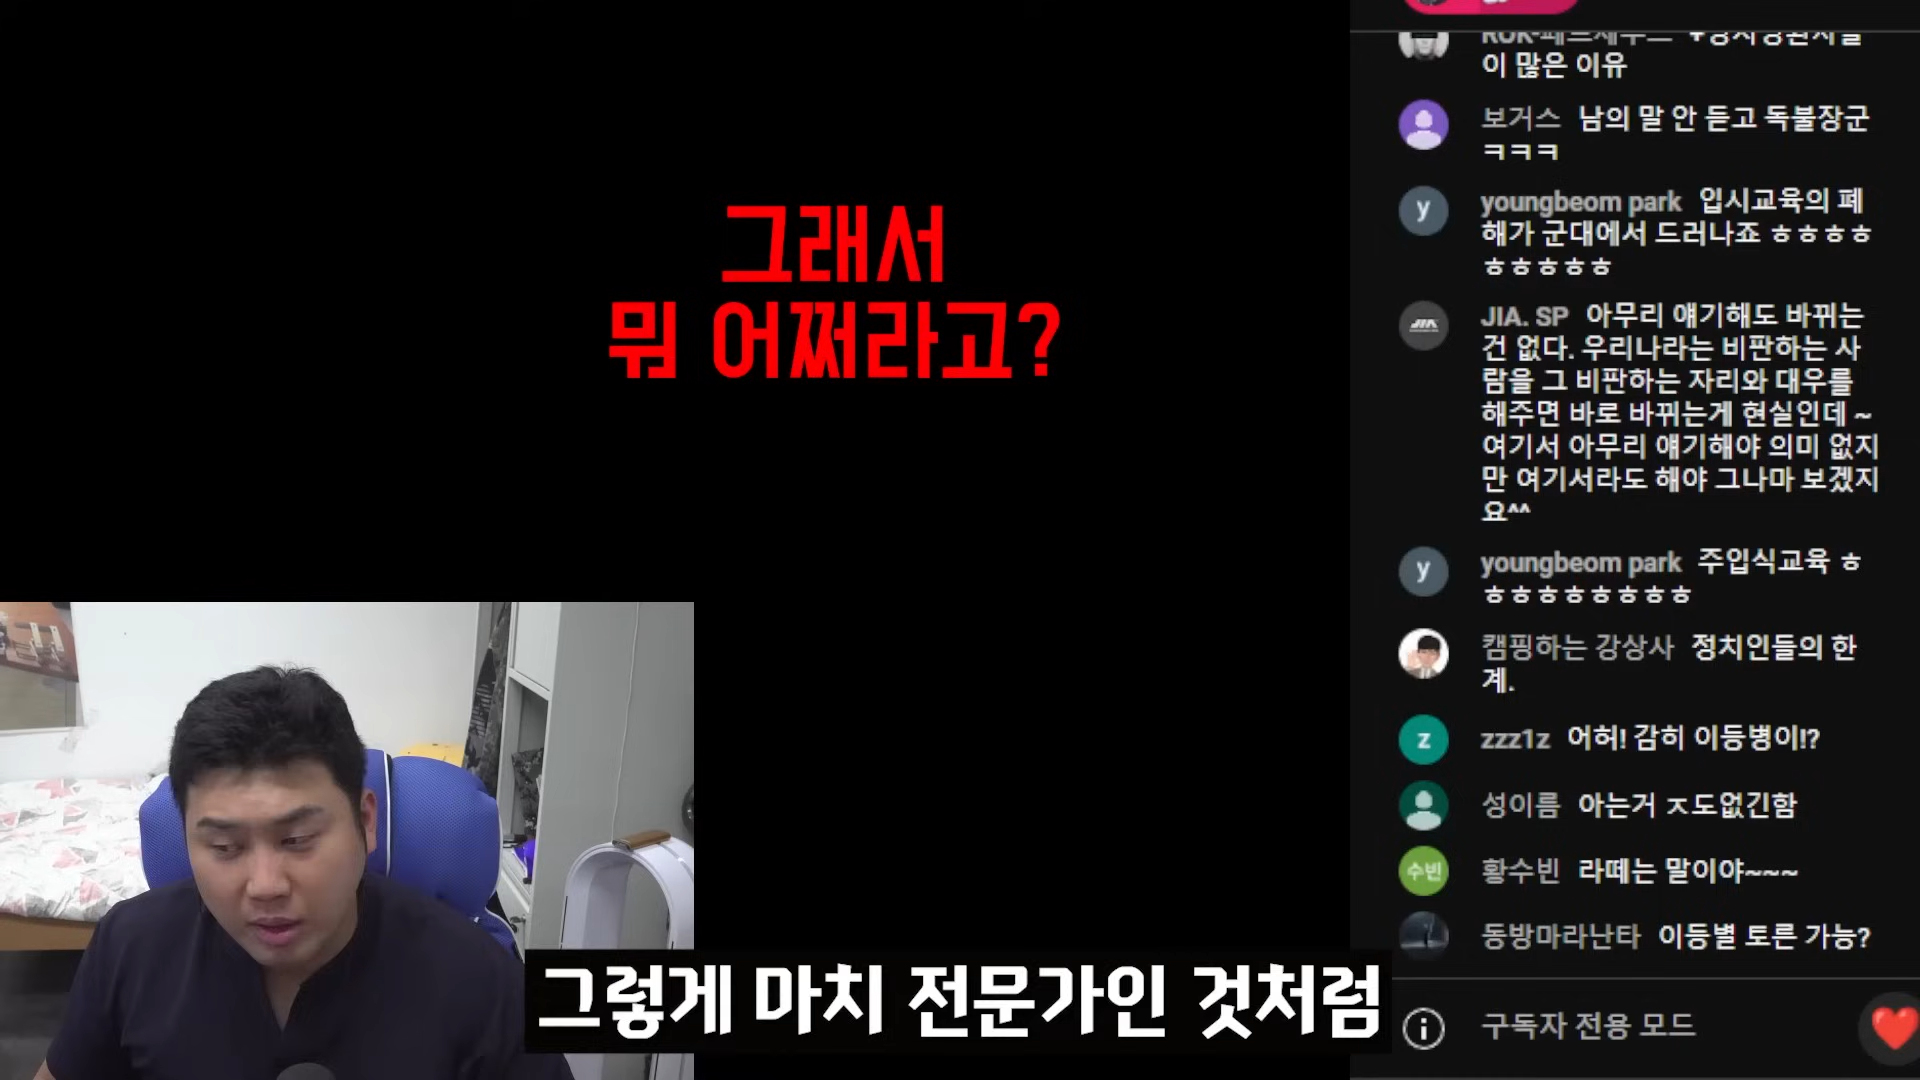 그래서
뭐 어쩌라고?
그렇게 마치 전문가인 것처럼
이 많은 이유
보거스 남의 말 안 듣고 독불장군
ㅋㅋㅋ
y youngbeom park 입시교육의 폐
해가 군대에서 드러나죠 ㅎㅎㅎㅎ
ㅎㅎㅎㅎㅎ
JIA JIA. SP 아무리 얘기해도 바뀌는
건 없다. 우리나라는 비판하는 사
람을 그 비판하는 자리와 대우를
해주면 바로 바뀌는게 현실인데 ~
여기서 아무리 얘기해야 의미 없지
만 여기서라도 해야 그나마 보겠지
요^^
y youngbeom park 주입식교육 ㅎ
ㅎㅎㅎㅎㅎㅎㅎㅎ
캠핑하는 강상사 정치인들의 한
계.
z zzz1z 어허! 감히 이등병이!?
성이름 아는거 ㅈ도없긴함
수빈 황수빈 라떼는 말이야~~~
동방마라난타 이등별 토른 가능?
구독자 전용 모드